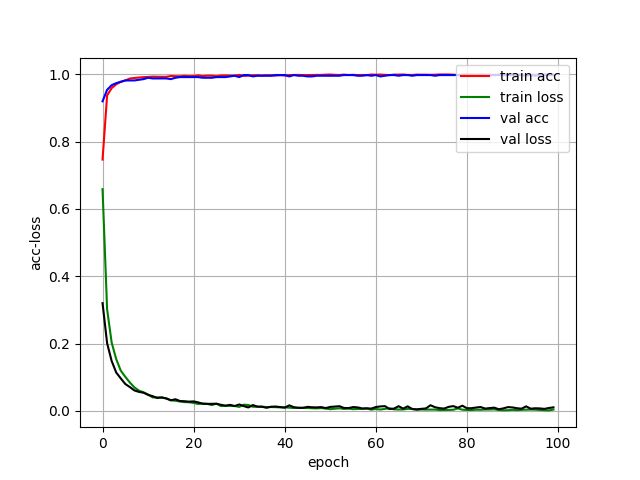 1.0
0.8
0.6
0.4
0.2
0.0
acc-loss
train acc
train loss
val acc
val loss
0 20 40 60 80 100
epoch